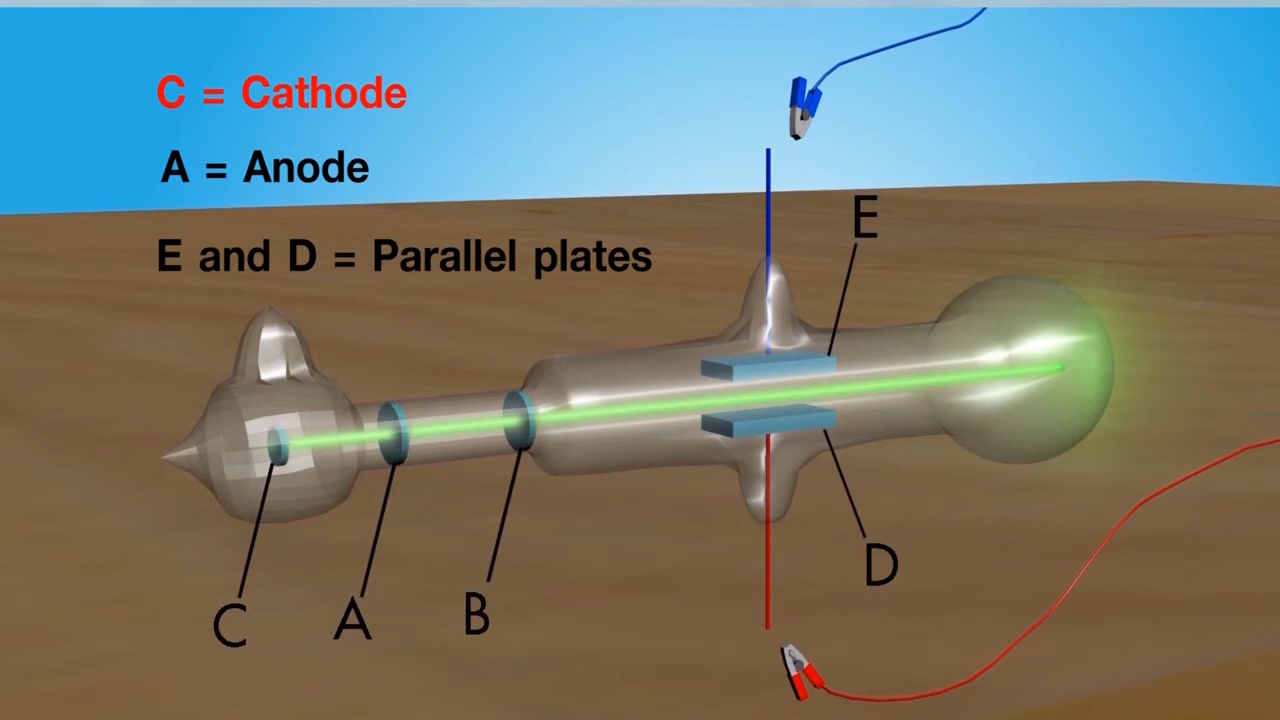 C = Cathode
A = Anode
E and D = Parallel plates
E
D
C
A
B